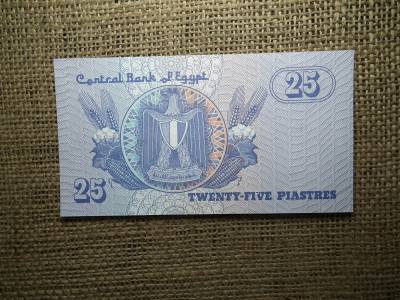 Central Bank of Egypt
25
25
TWENTY-FIVE PIASTRES